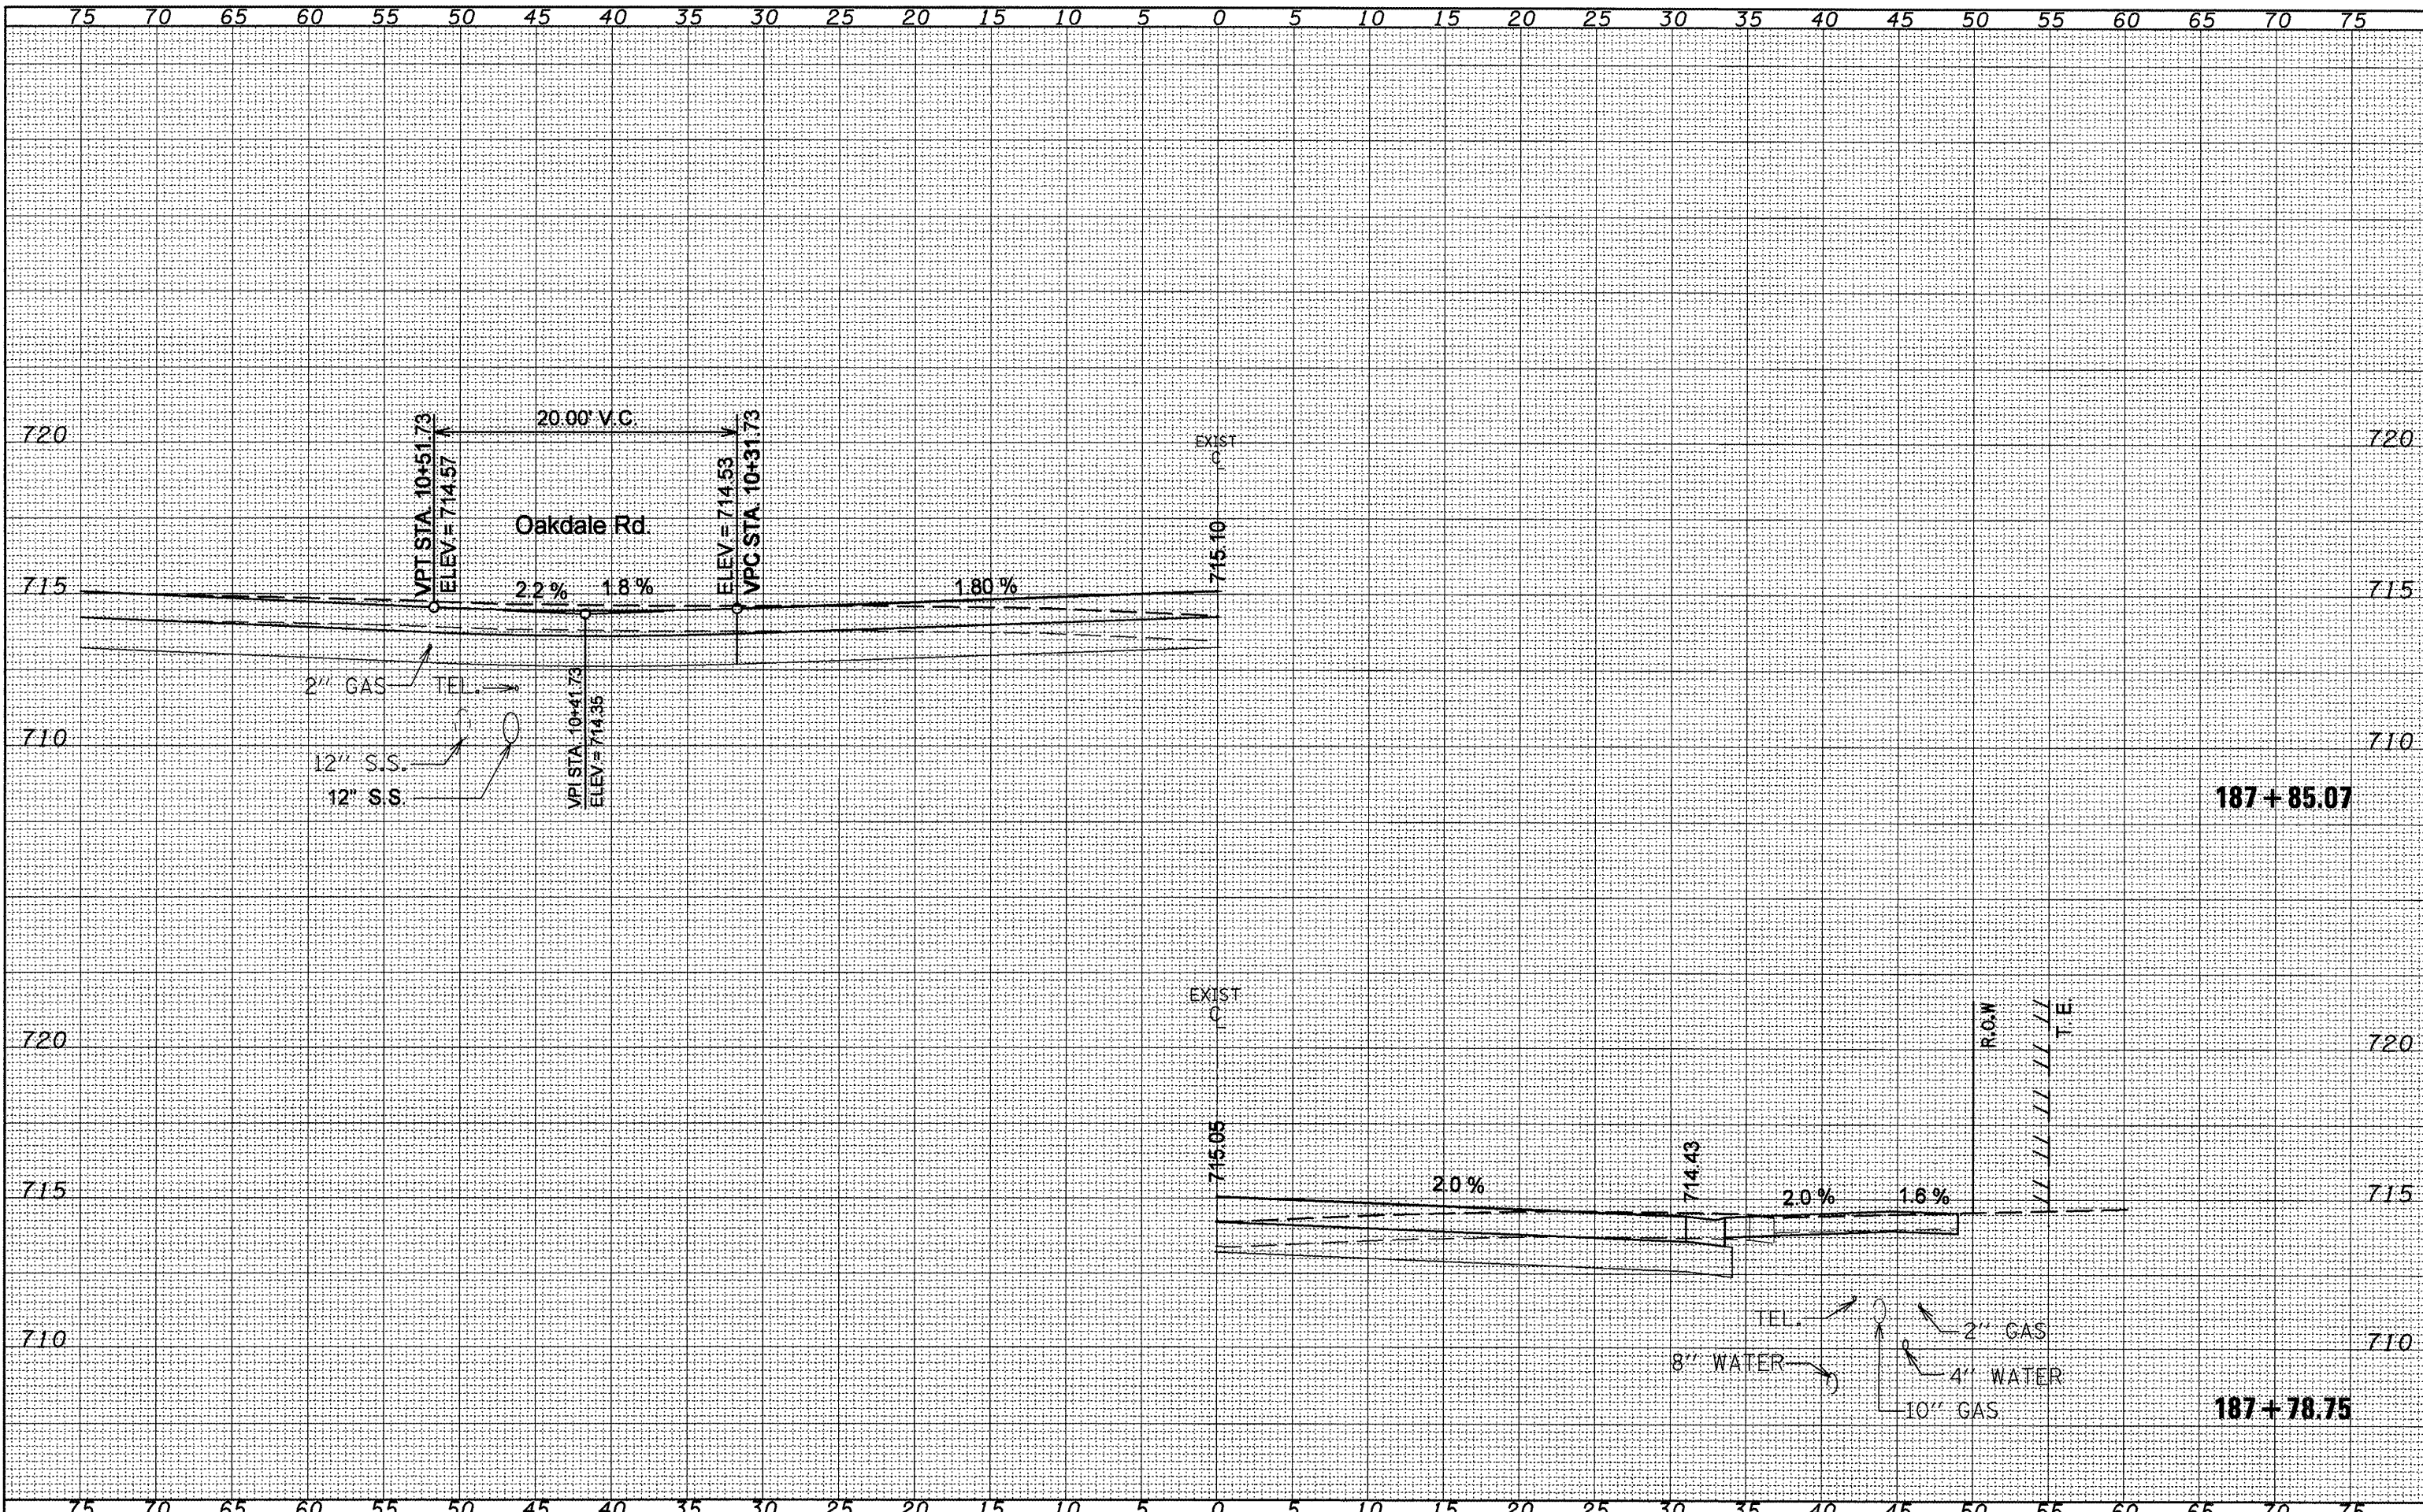 75 70 65 60 55 50 45 40 35 30 25 20 15 10 5 0 5 10 15 20 25 30 35 40 45 50 55 60 65 70 75
VPT STA. 10+51.73
ELEV.= 714.57
20.00' V.C.
ELEV.= 714.53
VPC STA. 10+31.73
720
EXIST
C
L
720
Oakdale Rd.
715.10
715
2.2 %
1.8 %
1.80 %
715
2'' GAS
TEL.
VPI STA. 10+41.73
ELEV.= 714.35
710
710
12'' S.S.
12" S.S.
187 + 85.07
EXIST
C
L
R.O.W
T. E.
720
720
715.05
714.43
715
2.0 %
2.0 %
1.6 %
715
TEL.
2'' GAS
710
710
8'' WATER
4'' WATER
10'' GAS
187 + 78.75
75 70 65 60 55 50 45 40 35 30 25 20 15 10 5 0 5 10 15 20 25 30 35 40 45 50 55 60 65 70 75